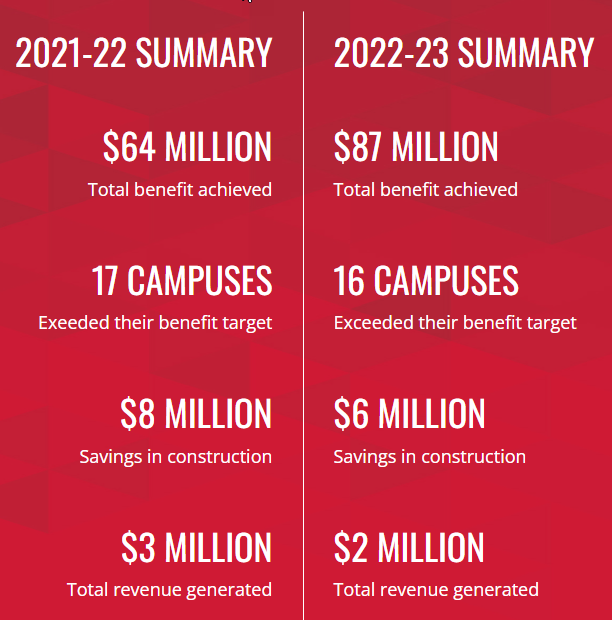 2021-22 SUMMARY
$64 MILLION
Total benefit achieved
17 CAMPUSES
Exeeded their benefit target
$8 MILLION
Savings in construction
$3 MILLION
Total revenue generated
2022-23 SUMMARY
$87 MILLION
Total benefit achieved
16 CAMPUSES
Exceeded their benefit target
$6 MILLION
Savings in construction
$2 MILLION
Total revenue generated